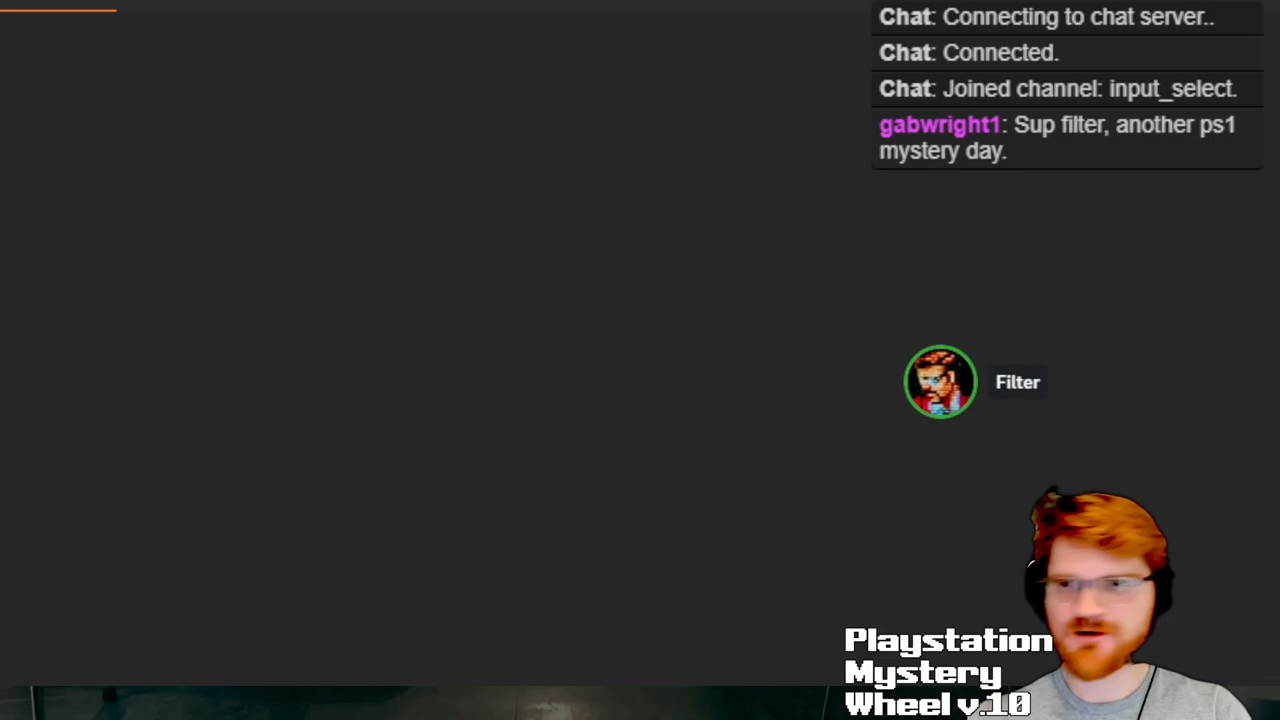 Chat: Connecting to chat server..
Chat: Connected.
Chat: Joined channel: input_select.
gabwright1: Sup filter, another ps1
mystery day.
Filter
Playstation
Mystery
Wheel v.10